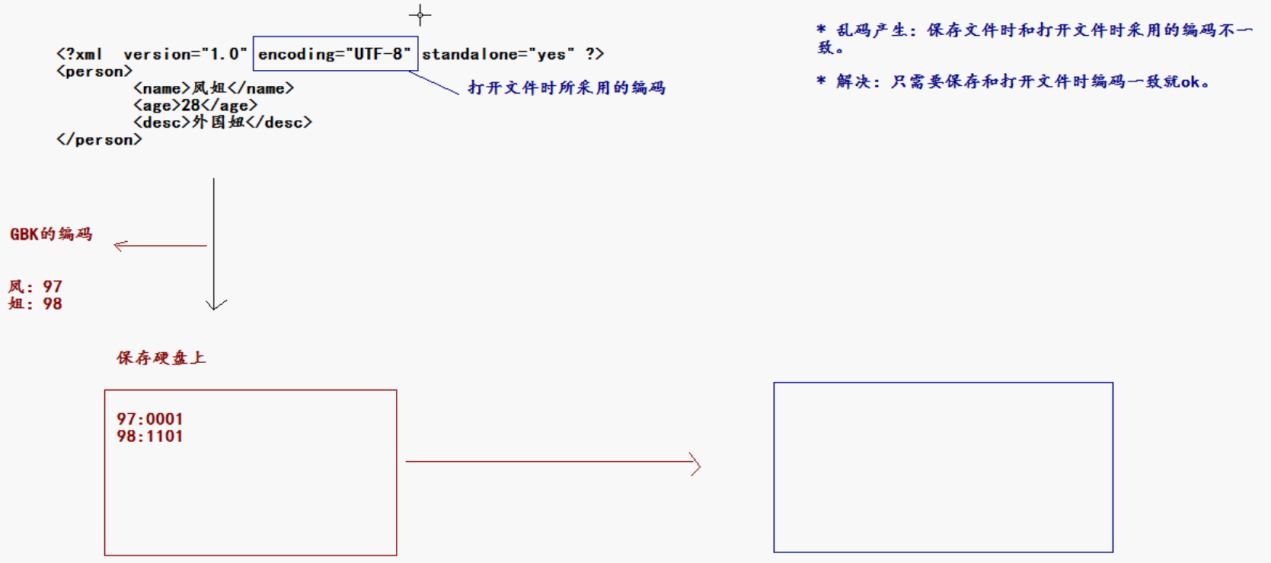 <?xml  version="1.0" encoding="UTF-8" standalone="yes" ?>
<person>
<name>凤姐</name>
<age>28</age>
<desc>外国妞</desc>
</person>
打开文件时所采用的编码
* 乱码产生：保存文件时和打开文件时采用的编码不一
致。
* 解决：只需要保存和打开文件时编码一致就ok。
GBK的编码
凤：97
姐：98
保存硬盘上
97:0001
98:1101